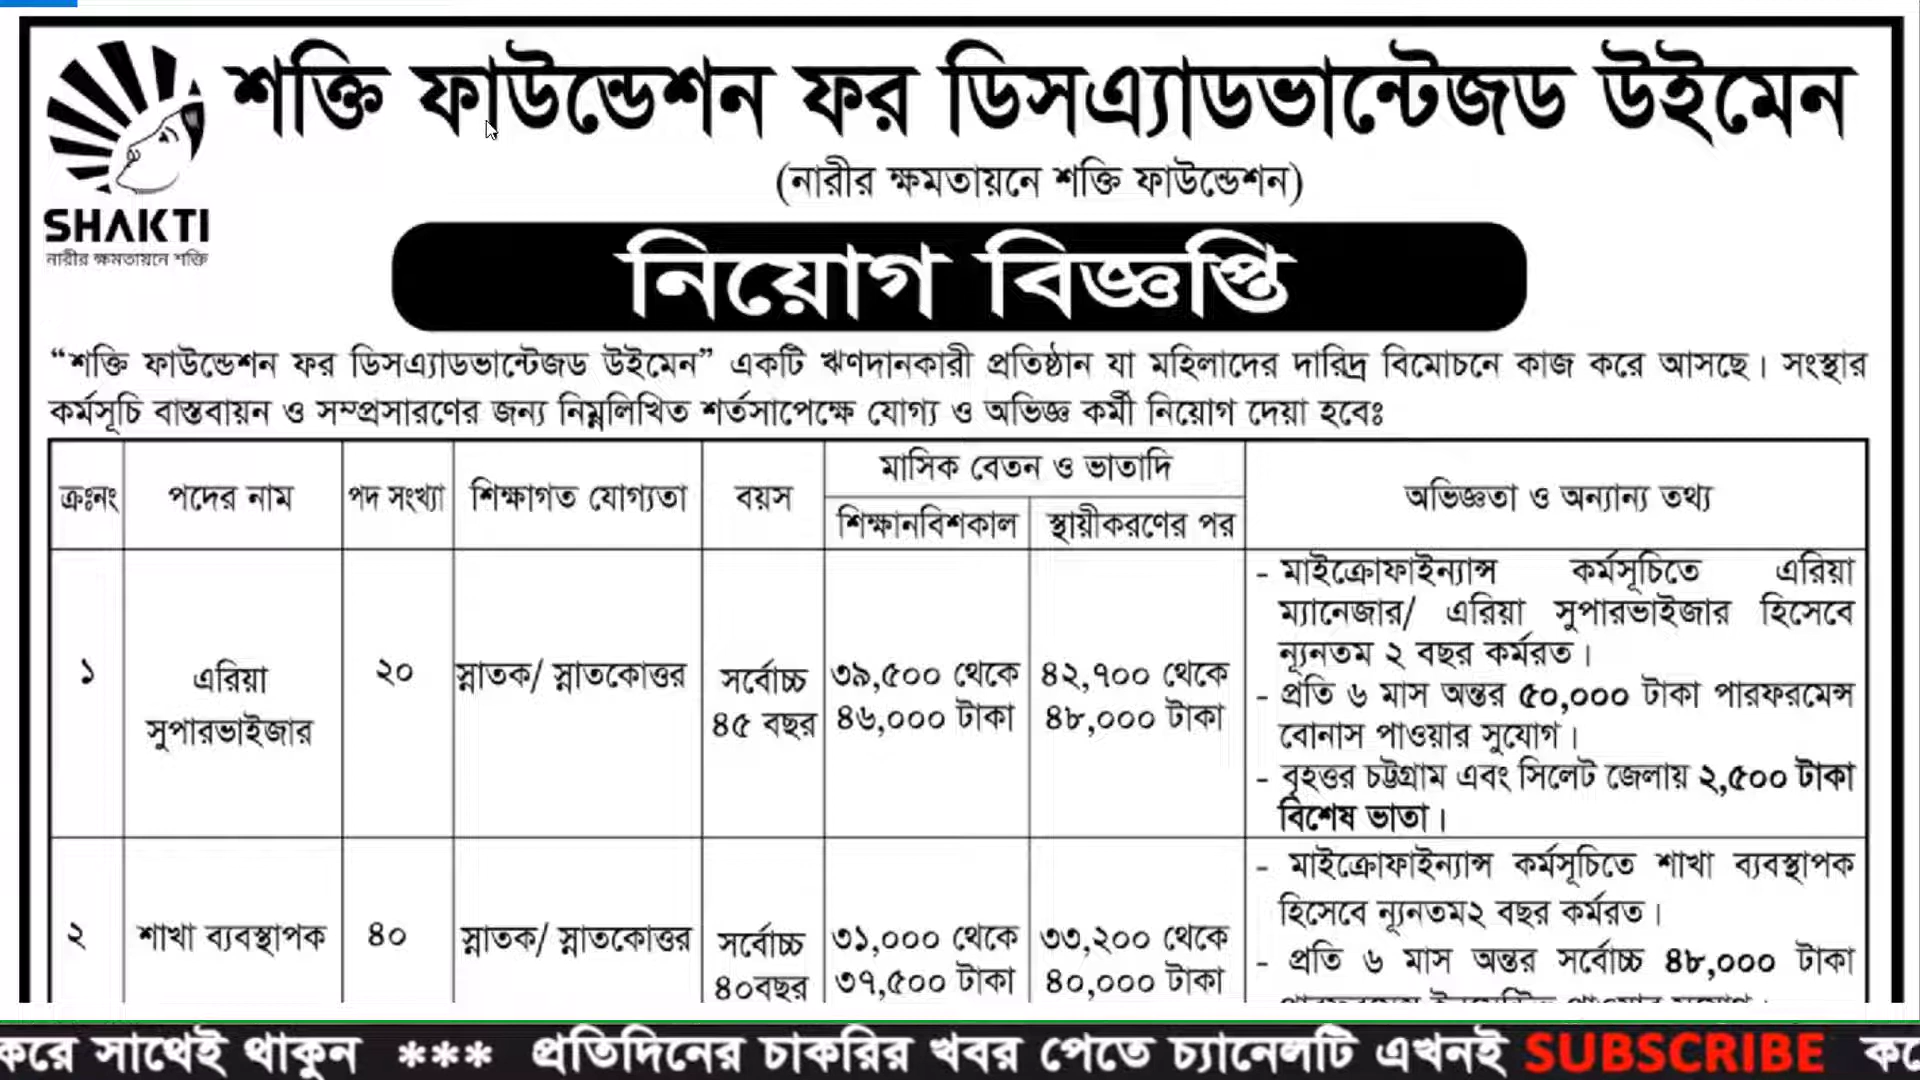 শক্তি ফাউন্ডেশন ফর ডিসএ্যাডভান্টেজড উইমেন
(নারীর ক্ষমতায়নে শক্তি ফাউন্ডেশন)
SHAKTI
নারীর ক্ষমতায়নে শক্তি
নিয়োগ বিজ্ঞপ্তি
“শক্তি ফাউন্ডেশন ফর ডিসএ্যাডভান্টেজড উইমেন” একটি ঋণদানকারী প্রতিষ্ঠান যা মহিলাদের দারিদ্র বিমোচনে কাজ করে আসছে। সংস্থার
কর্মসূচি বাস্তবায়ন ও সম্প্রসারণের জন্য নিম্নলিখিত শর্তসাপেক্ষে যোগ্য ও অভিজ্ঞ কর্মী নিয়োগ দেয়া হবেঃ
ক্রঃনং পদের নাম পদ সংখ্যা শিক্ষাগত যোগ্যতা বয়স মাসিক বেতন ও ভাতাদি অভিজ্ঞতা ও অন্যান্য তথ্য
শিক্ষানবিশকাল স্থায়ীকরণের পর
১
এরিয়া
সুপারভাইজার
২০
স্নাতক/ স্নাতকোত্তর
সর্বোচ্চ
৪৫ বছর
৩৯,৫০০ থেকে
৪৬,০০০ টাকা
৪২,৭০০ থেকে
৪৮,০০০ টাকা
- মাইক্রোফাইন্যান্স কর্মসূচিতে এরিয়া
ম্যানেজার/ এরিয়া সুপারভাইজার হিসেবে
ন্যূনতম ২ বছর কর্মরত।
- প্রতি ৬ মাস অন্তর ৫০,০০০ টাকা পারফরমেন্স
বোনাস পাওয়ার সুযোগ।
- বৃহত্তর চট্টগ্রাম এবং সিলেট জেলায় ২,৫০০ টাকা
বিশেষ ভাতা।
২
শাখা ব্যবস্থাপক
৪০
স্নাতক/ স্নাতকোত্তর
সর্বোচ্চ
৪০বছর
৩১,০০০ থেকে
৩৭,৫০০ টাকা
৩৩,২০০ থেকে
৪০,০০০ টাকা
- মাইক্রোফাইন্যান্স কর্মসূচিতে শাখা ব্যবস্থাপক
হিসেবে ন্যূনতম২ বছর কর্মরত।
- প্রতি ৬ মাস অন্তর সর্বোচ্চ ৪৮,০০০ টাকা
করে সাথেই থাকুন *** প্রতিদিনের চাকরির খবর পেতে চ্যানেলটি এখনই SUBSCRIBE